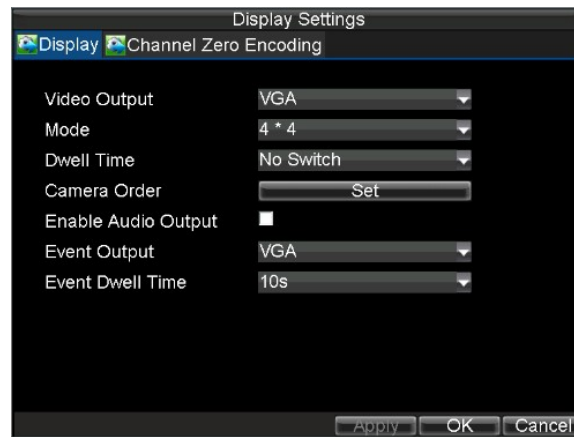 Display Settings
Display Channel Zero Encoding
Video Output VGA
Mode 4 * 4
Dwell Time No Switch
Camera Order Set
Enable Audio Output
Event Output VGA
Event Dwell Time 10s
Apply OK Cancel